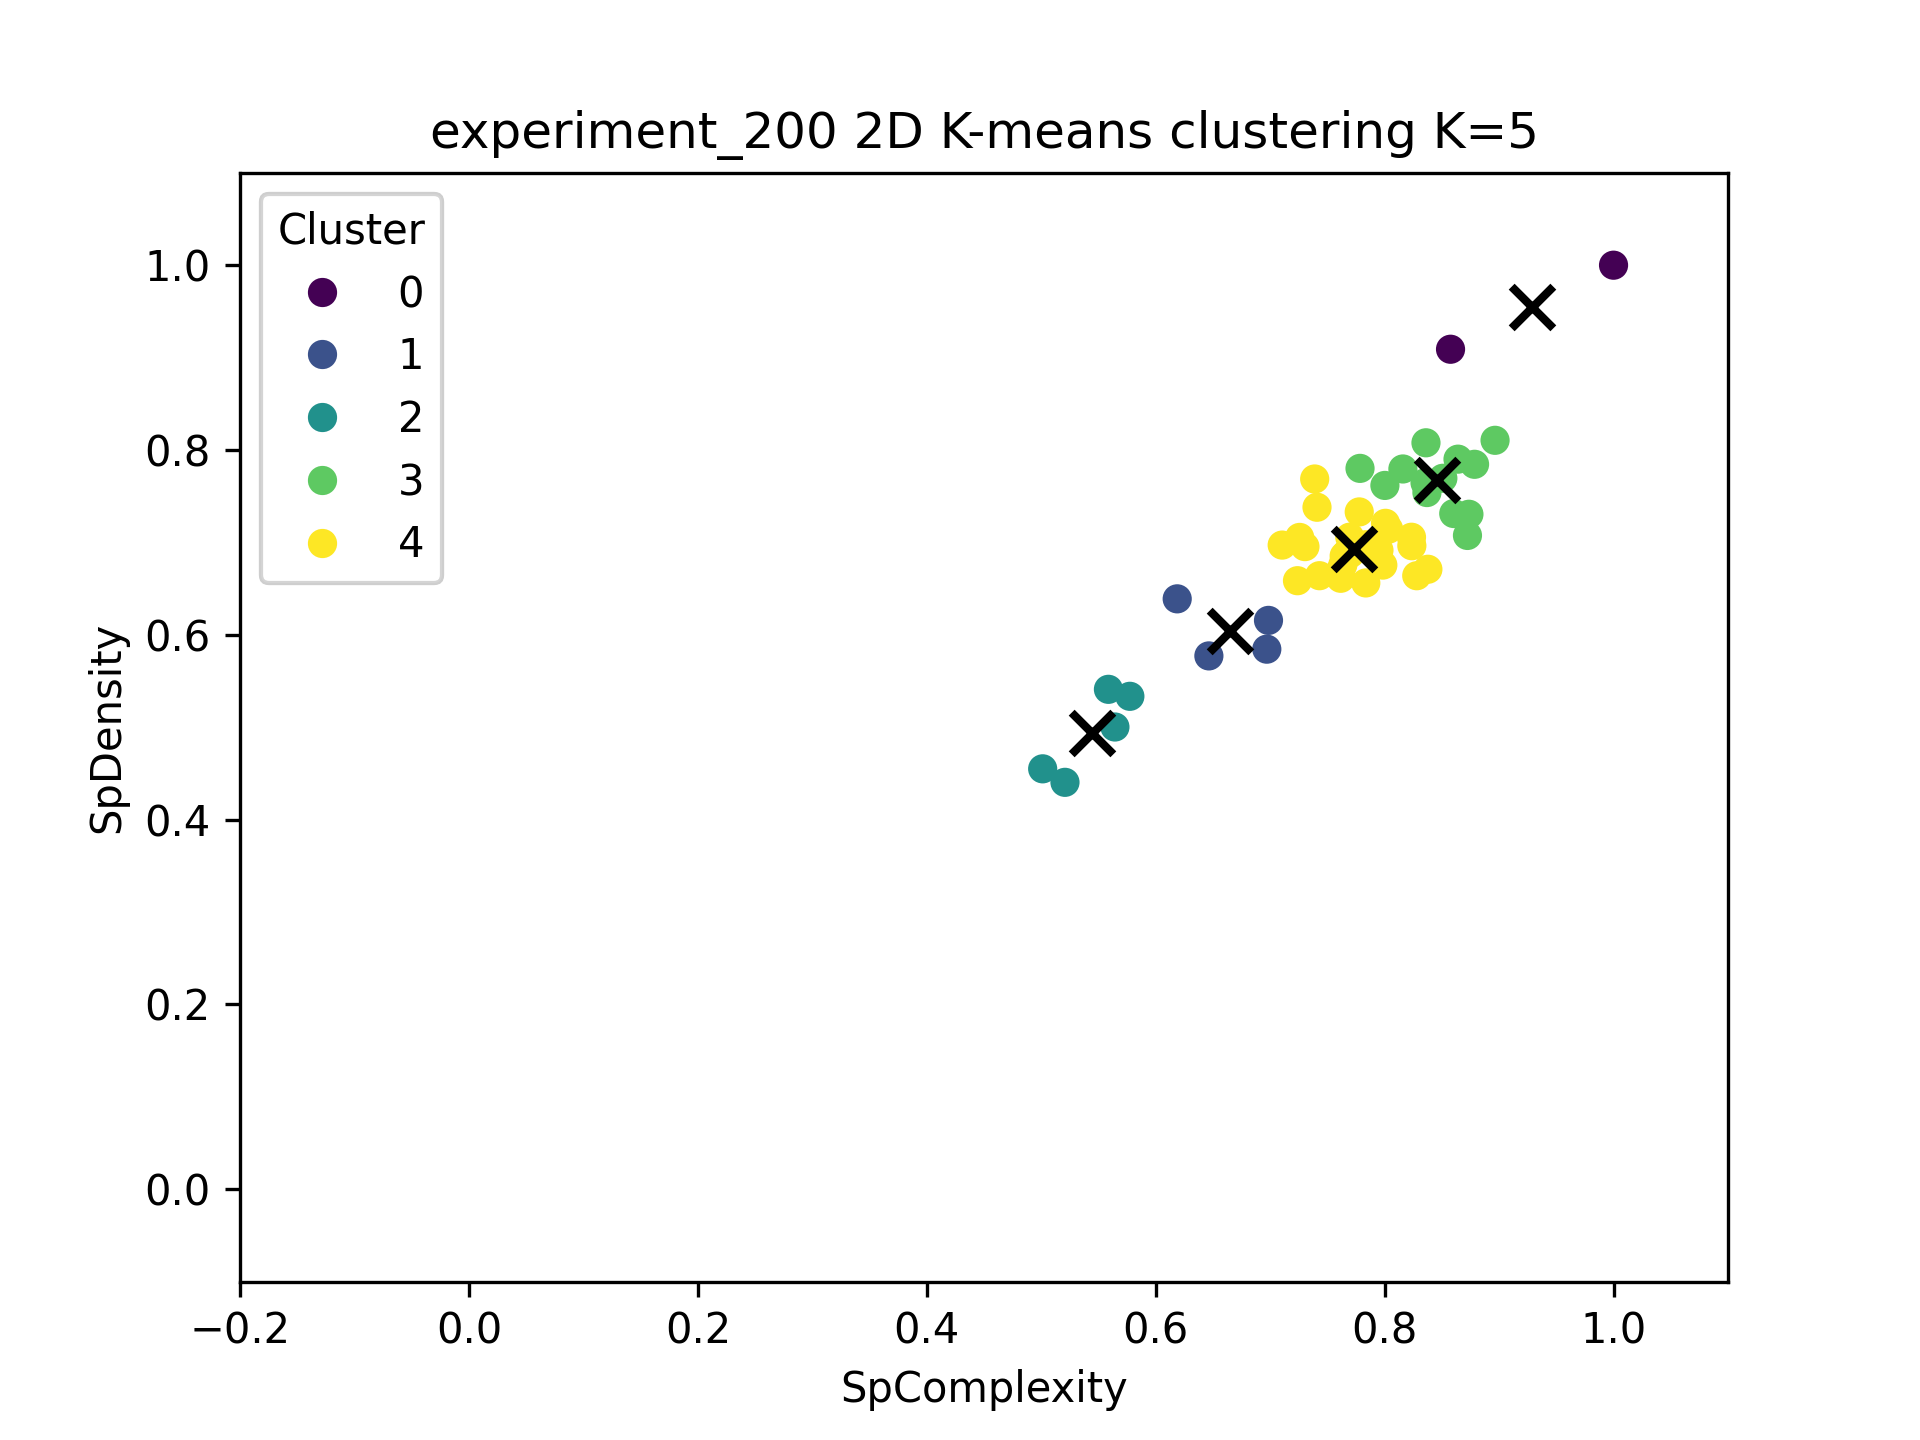 experiment_200 2D K-means clustering K=5
Cluster
0
1
2
3
4
1.0
0.8
0.6
0.4
0.2
0.0
SpDensity
−0.2 0.0 0.2 0.4 0.6 0.8 1.0
SpComplexity